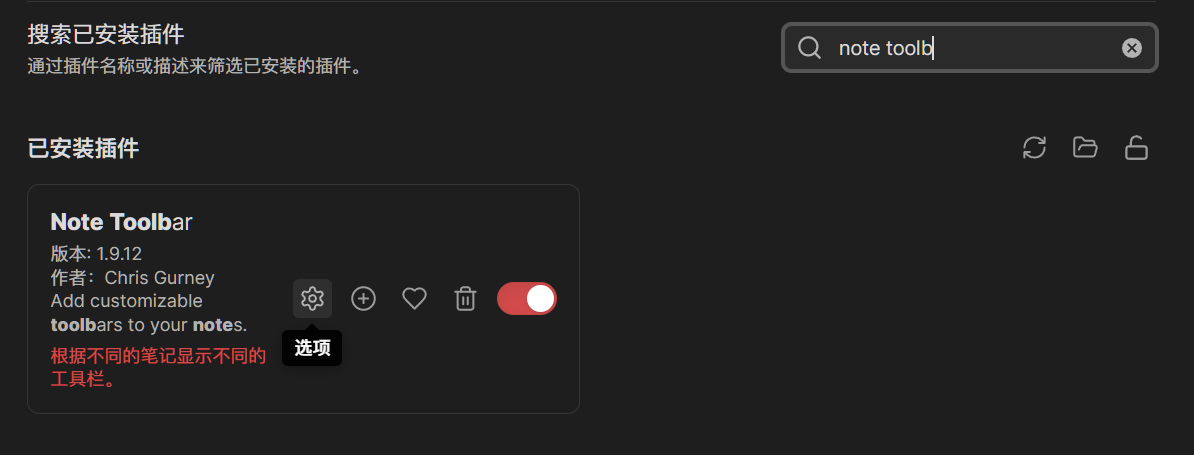 搜索已安装插件
通过插件名称或描述来筛选已安装的插件。
note toolb
已安装插件
Note Toolbar
版本: 1.9.12
作者：Chris Gurney
Add customizable
toolbars to your notes.
选项
根据不同的笔记显示不同的
工具栏。